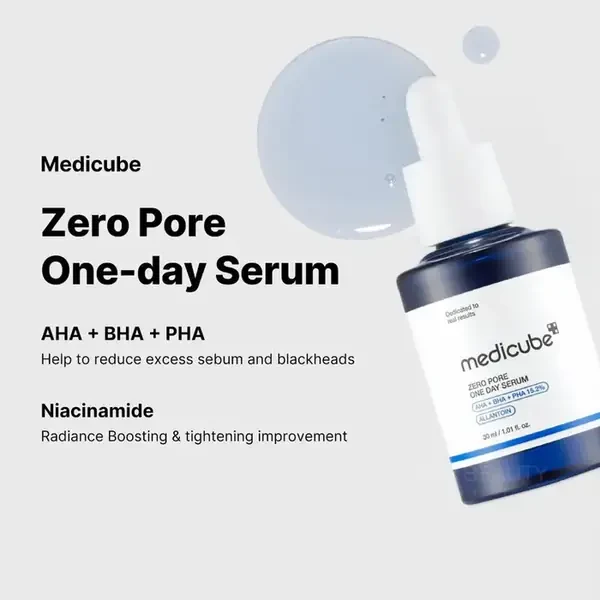 Medicube
Zero Pore
One-day Serum
AHA + BHA + PHA
Help to reduce excess sebum and blackheads
Niacinamide
Radiance Boosting & tightening improvement
Dedicated to
real results
medicube
ZERO PORE
ONE DAY SERUM
AHA + BHA + PHA 15.2%
ALLANTOIN
30 ml / 1.01 fl. oz.
BEAUTY